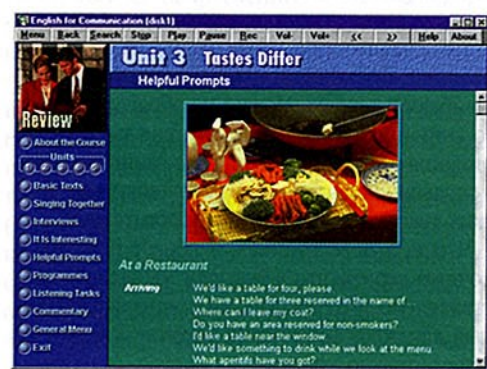 English for Communication (disk1)
Menu Back Search Stop Play Pause Rec Vol- Vol+ << >> Help About
Unit 3 Tastes Differ
Helpful Prompts
Review
About the Course
Units
Basic Texts
Singing Together
Interviews
It Is Interesting
Helpful Prompts
Programmes
Listening Tasks
Commentary
General Menu
Exit
At a Restaurant
Arriving We'd like a table for four, please.
We have a table for three reserved in the name of...
Where can I leave my coat?
Do you have an area reserved for non-smokers?
I'd like a table near the window.
We'd like something to drink while we look at the menu.
What aperitifs have you got?